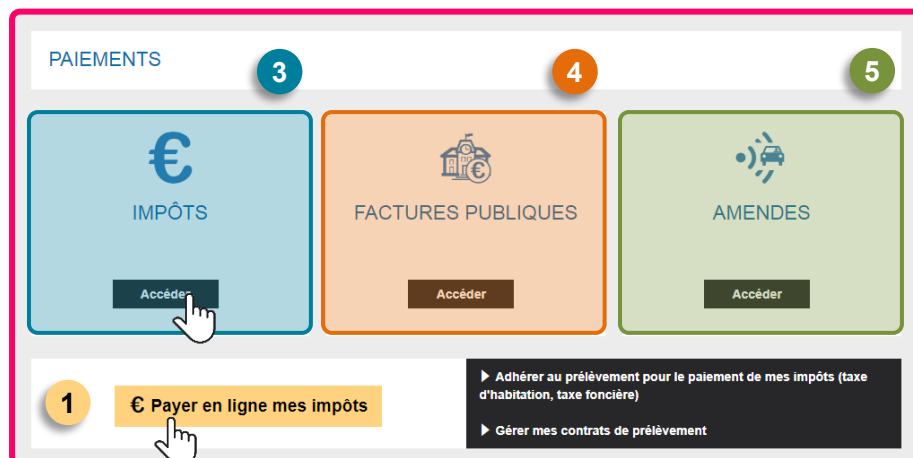 PAIEMENTS
3
4
5
€
IMPÔTS
Accéder
€
FACTURES PUBLIQUES
Accéder
AMENDES
Accéder
1
€ Payer en ligne mes impôts
▶ Adhérer au prélèvement pour le paiement de mes impôts (taxe
d'habitation, taxe foncière)
▶ Gérer mes contrats de prélèvement